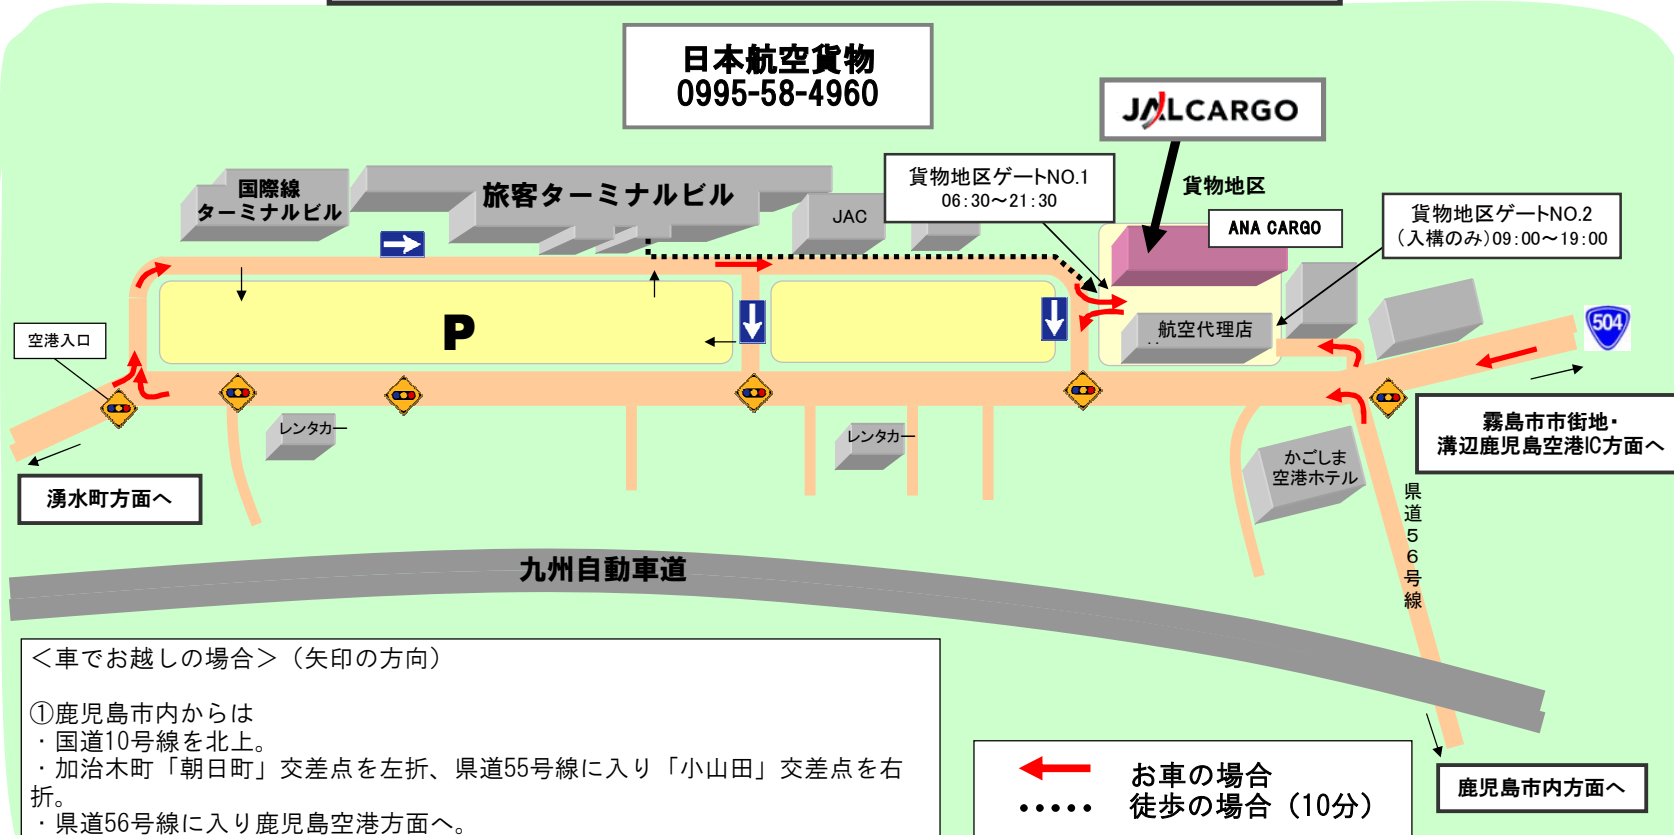 日本航空貨物
0995-58-4960
JALCARGO
貨物地区
国際線
ターミナルビル
旅客ターミナルビル
JAC
貨物地区ゲートNO.1
06:30～21:30
ANA CARGO
貨物地区ゲートNO.2
（入構のみ）09:00～19:00
航空代理店
504
P
空港入口
レンタカー
レンタカー
かごしま
空港ホテル
霧島市市街地・
溝辺鹿児島空港IC方面へ
湧水町方面へ
県道５６号線
九州自動車道
鹿児島市内方面へ
＜車でお越しの場合＞（矢印の方向）
①鹿児島市内からは
・国道10号線を北上。
・加治木町「朝日町」交差点を左折、県道55号線に入り「小山田」交差点を右
折。
・県道56号線に入り鹿児島空港方面へ。
お車の場合
徒歩の場合（10分）